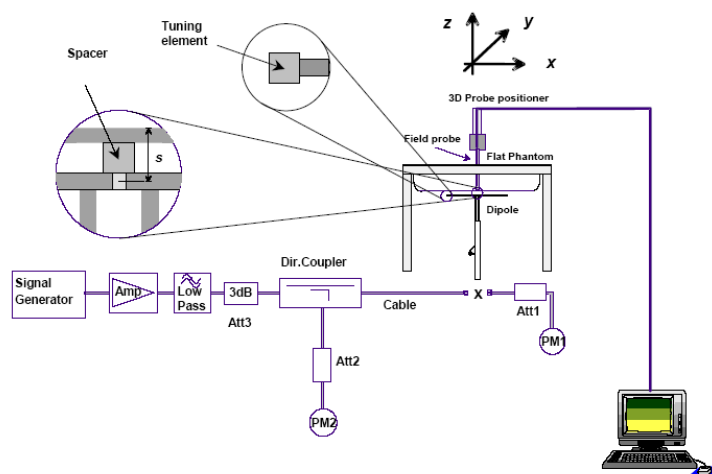 Tuning
element
Spacer
s
z
y
x
3D Probe positioner
Field probe
Flat Phantom
Dipole
Signal
Generator
Amp
Low
Pass
3dB
Att3
Dir.Coupler
Cable
x
Att1
PM1
Att2
PM2